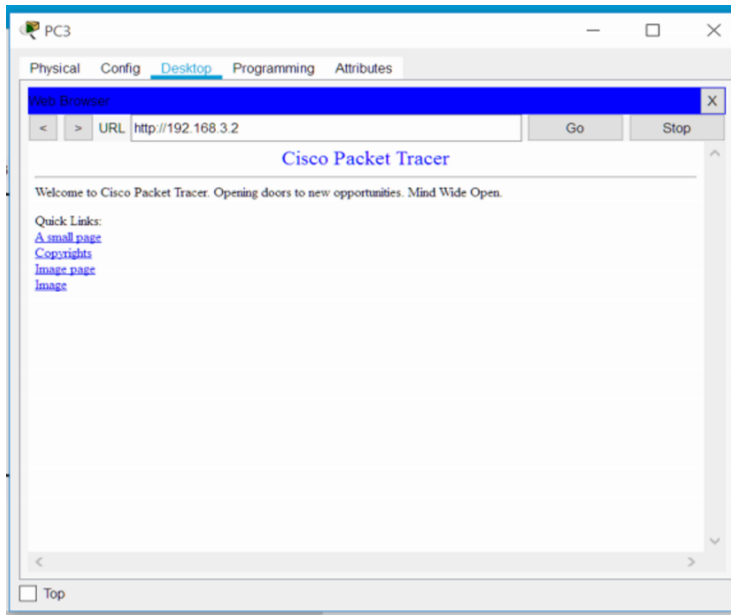 PC3
Physical Config Desktop Programming Attributes
Web Browser
X
< > URL http://192.168.3.2 Go Stop
Cisco Packet Tracer
Welcome to Cisco Packet Tracer. Opening doors to new opportunities. Mind Wide Open.
Quick Links:
A small page
Copyrights
Image page
Image
Top